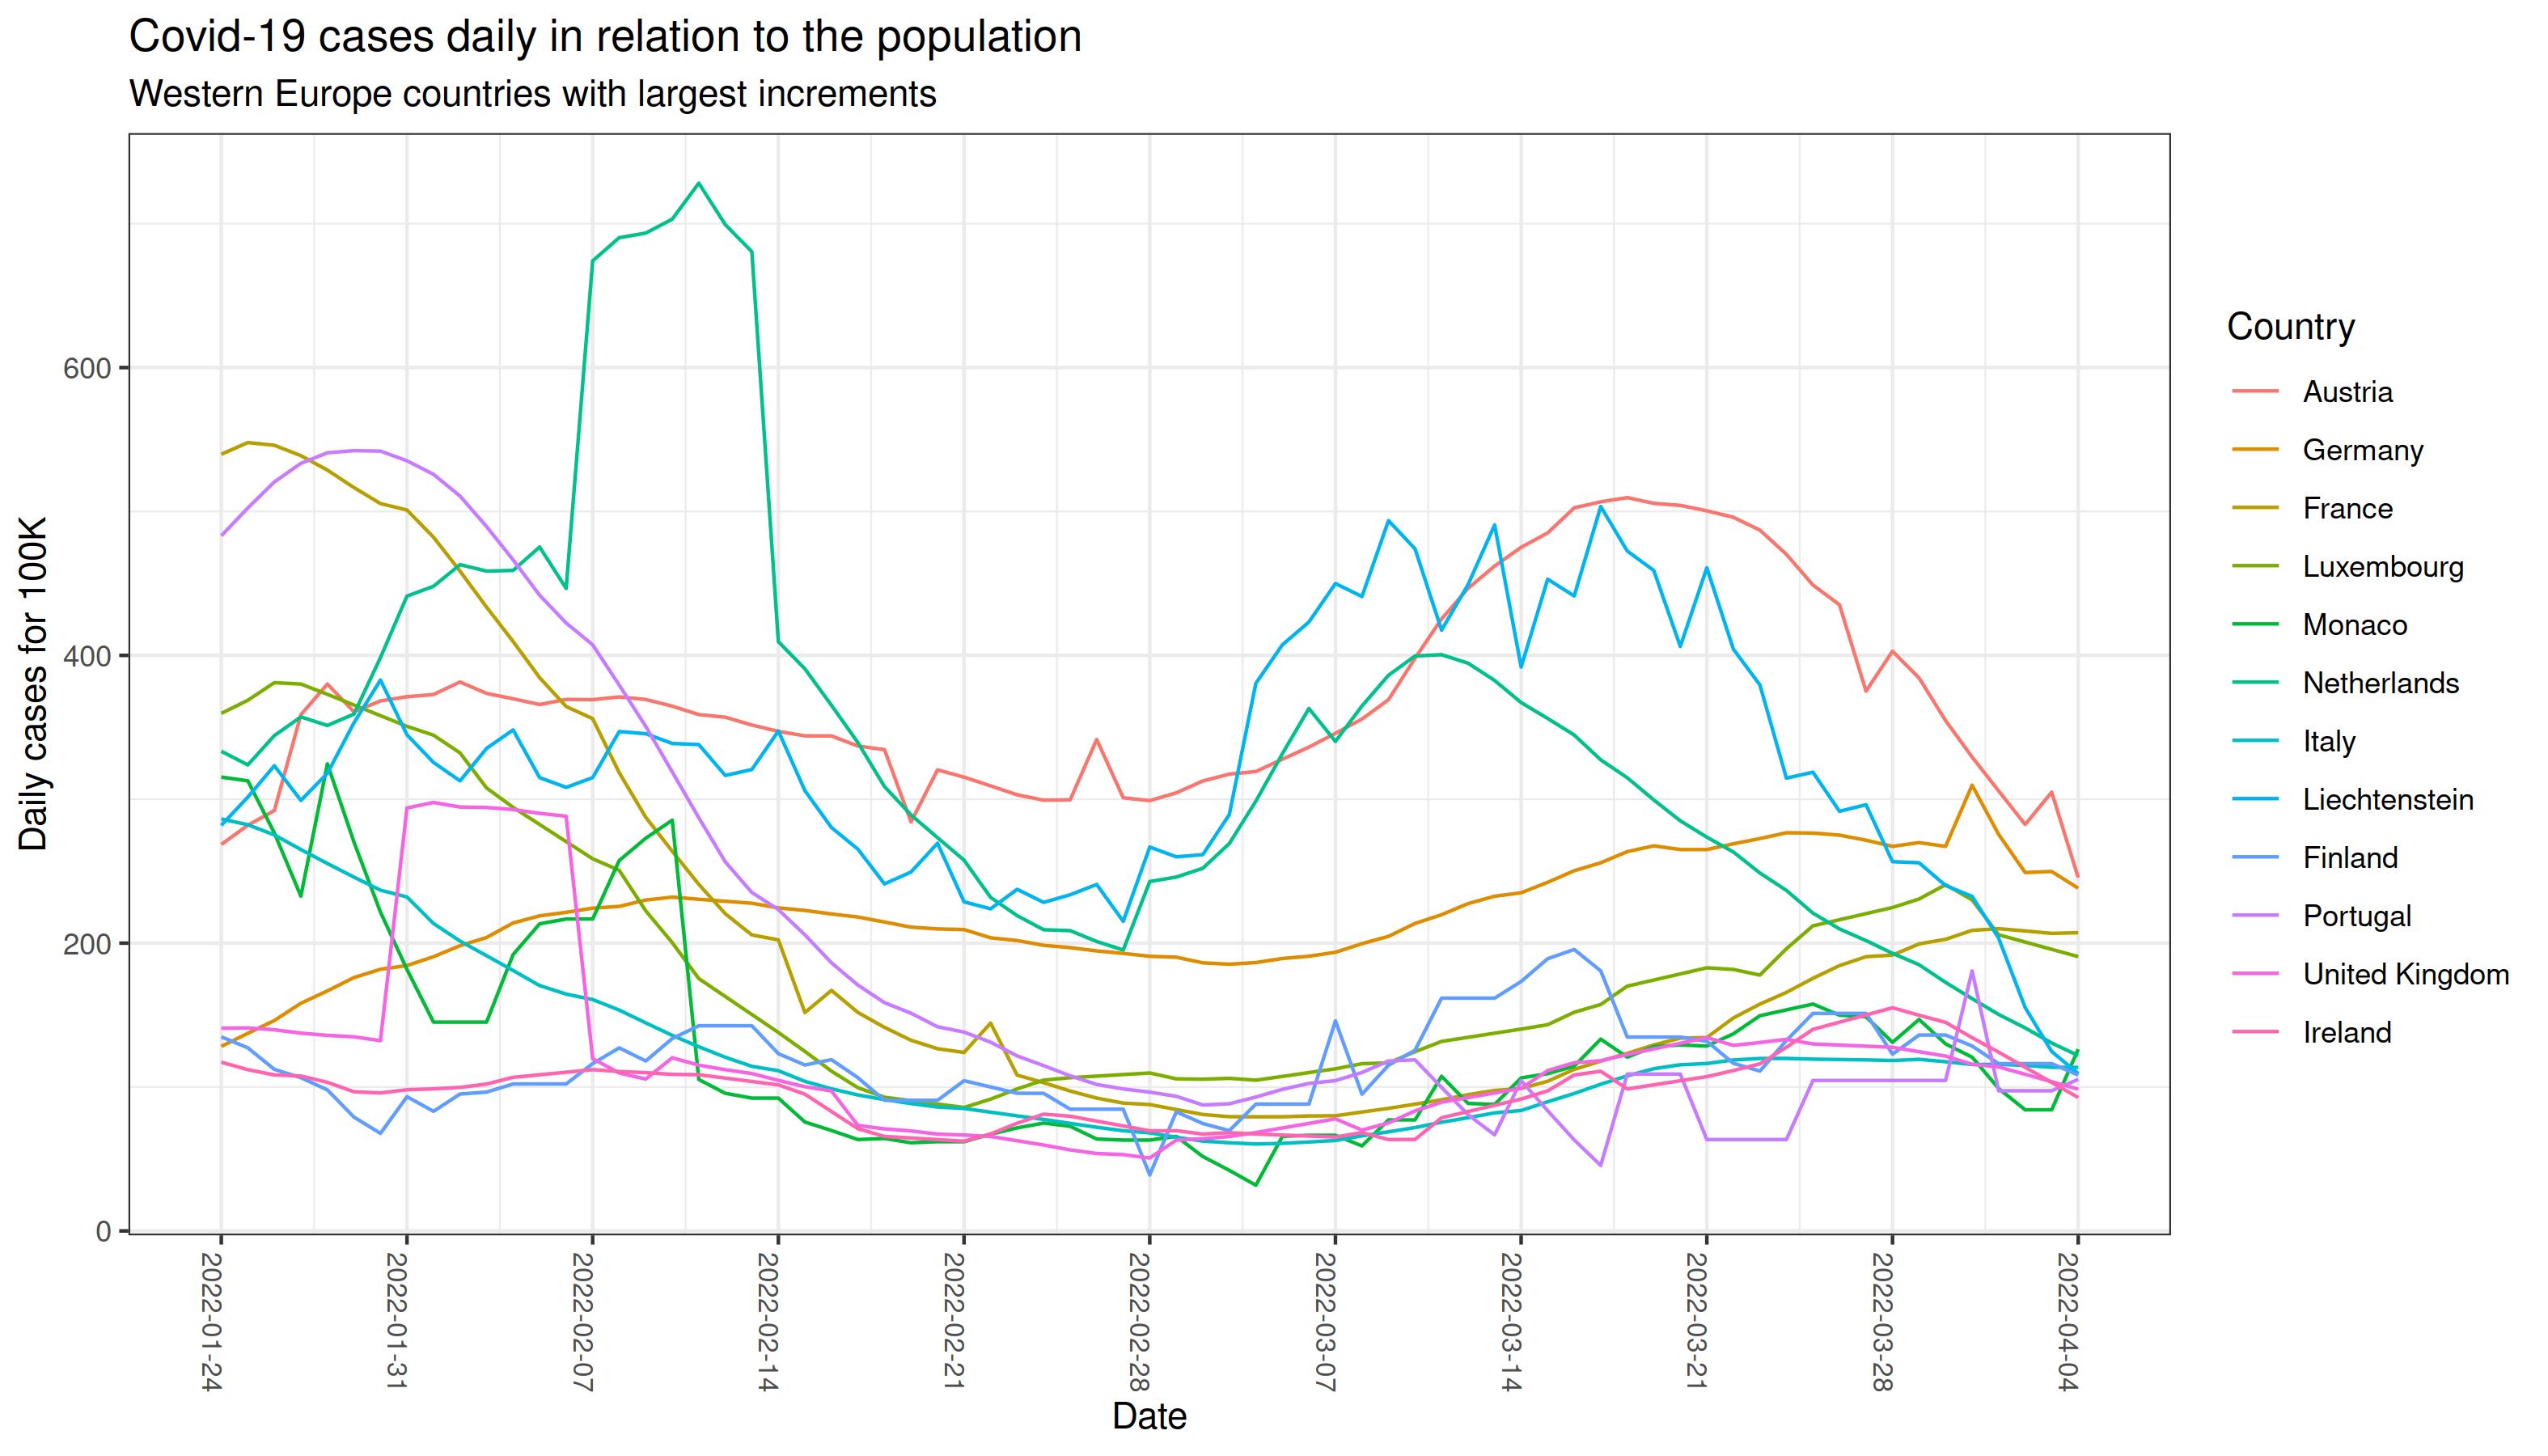 Covid-19 cases daily in relation to the population
Western Europe countries with largest increments
Daily cases for 100K
600
400
200
0
2022-01-24
2022-01-31
2022-02-07
2022-02-14
2022-02-21
2022-02-28
2022-03-07
2022-03-14
2022-03-21
2022-03-28
2022-04-04
Date
Country
Austria
Germany
France
Luxembourg
Monaco
Netherlands
Italy
Liechtenstein
Finland
Portugal
United Kingdom
Ireland